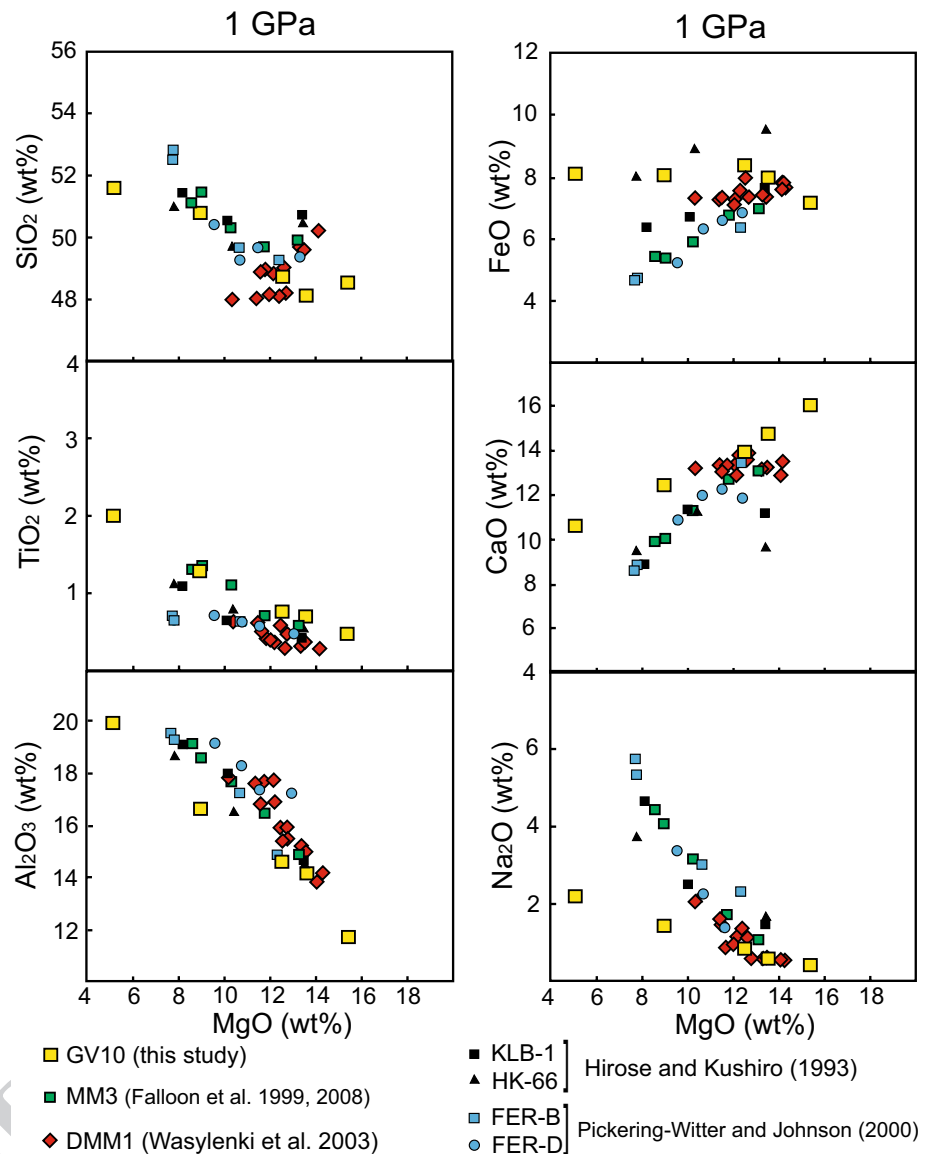 1 GPa
1 GPa
56
54
52
50
48
SiO2 (wt%)
12
10
8
6
4
FeO (wt%)
4
3
2
1
TiO2 (wt%)
16
14
12
10
8
6
4
CaO (wt%)
20
18
16
14
12
Al2O3 (wt%)
6
4
2
Na2O (wt%)
4 6 8 10 12 14 16 18
MgO (wt%)
4 6 8 10 12 14 16 18
MgO (wt%)
GV10 (this study)
MM3 (Falloon et al. 1999, 2008)
DMM1 (Wasylenki et al. 2003)
KLB-1
HK-66
Hirose and Kushiro (1993)
FER-B
FER-D
Pickering-Witter and Johnson (2000)